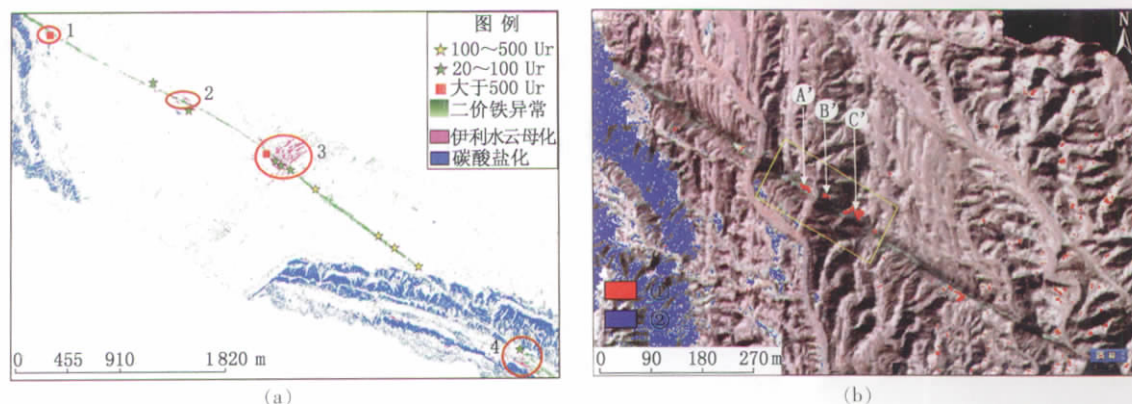 图 例
100～500 Ur
20～100 Ur
大于500 Ur
二价铁异常
伊利水云母化
碳酸盐化
1
2
3
4
0 455 910 1 820 m
(a)
N
A'
B'
C'
①
②
0 90 180 270 m
(b)